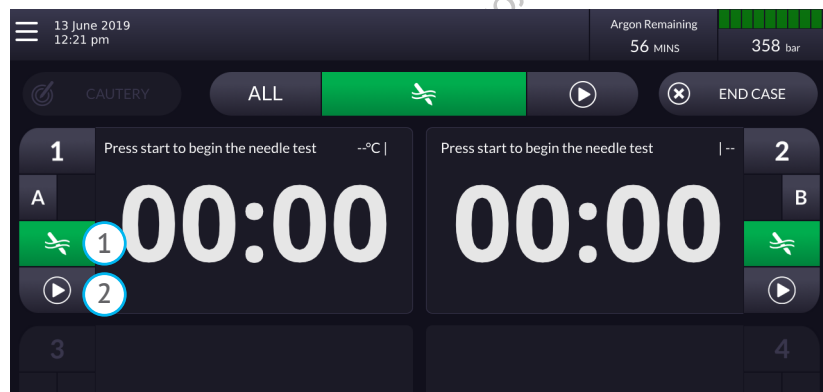 13 June 2019
12:21 pm
Argon Remaining
56 MINS
358 bar
CAUTERY
ALL
END CASE
1
Press start to begin the needle test --°C |
Press start to begin the needle test | --
2
A
00:00
00:00
B
1
2
3
4